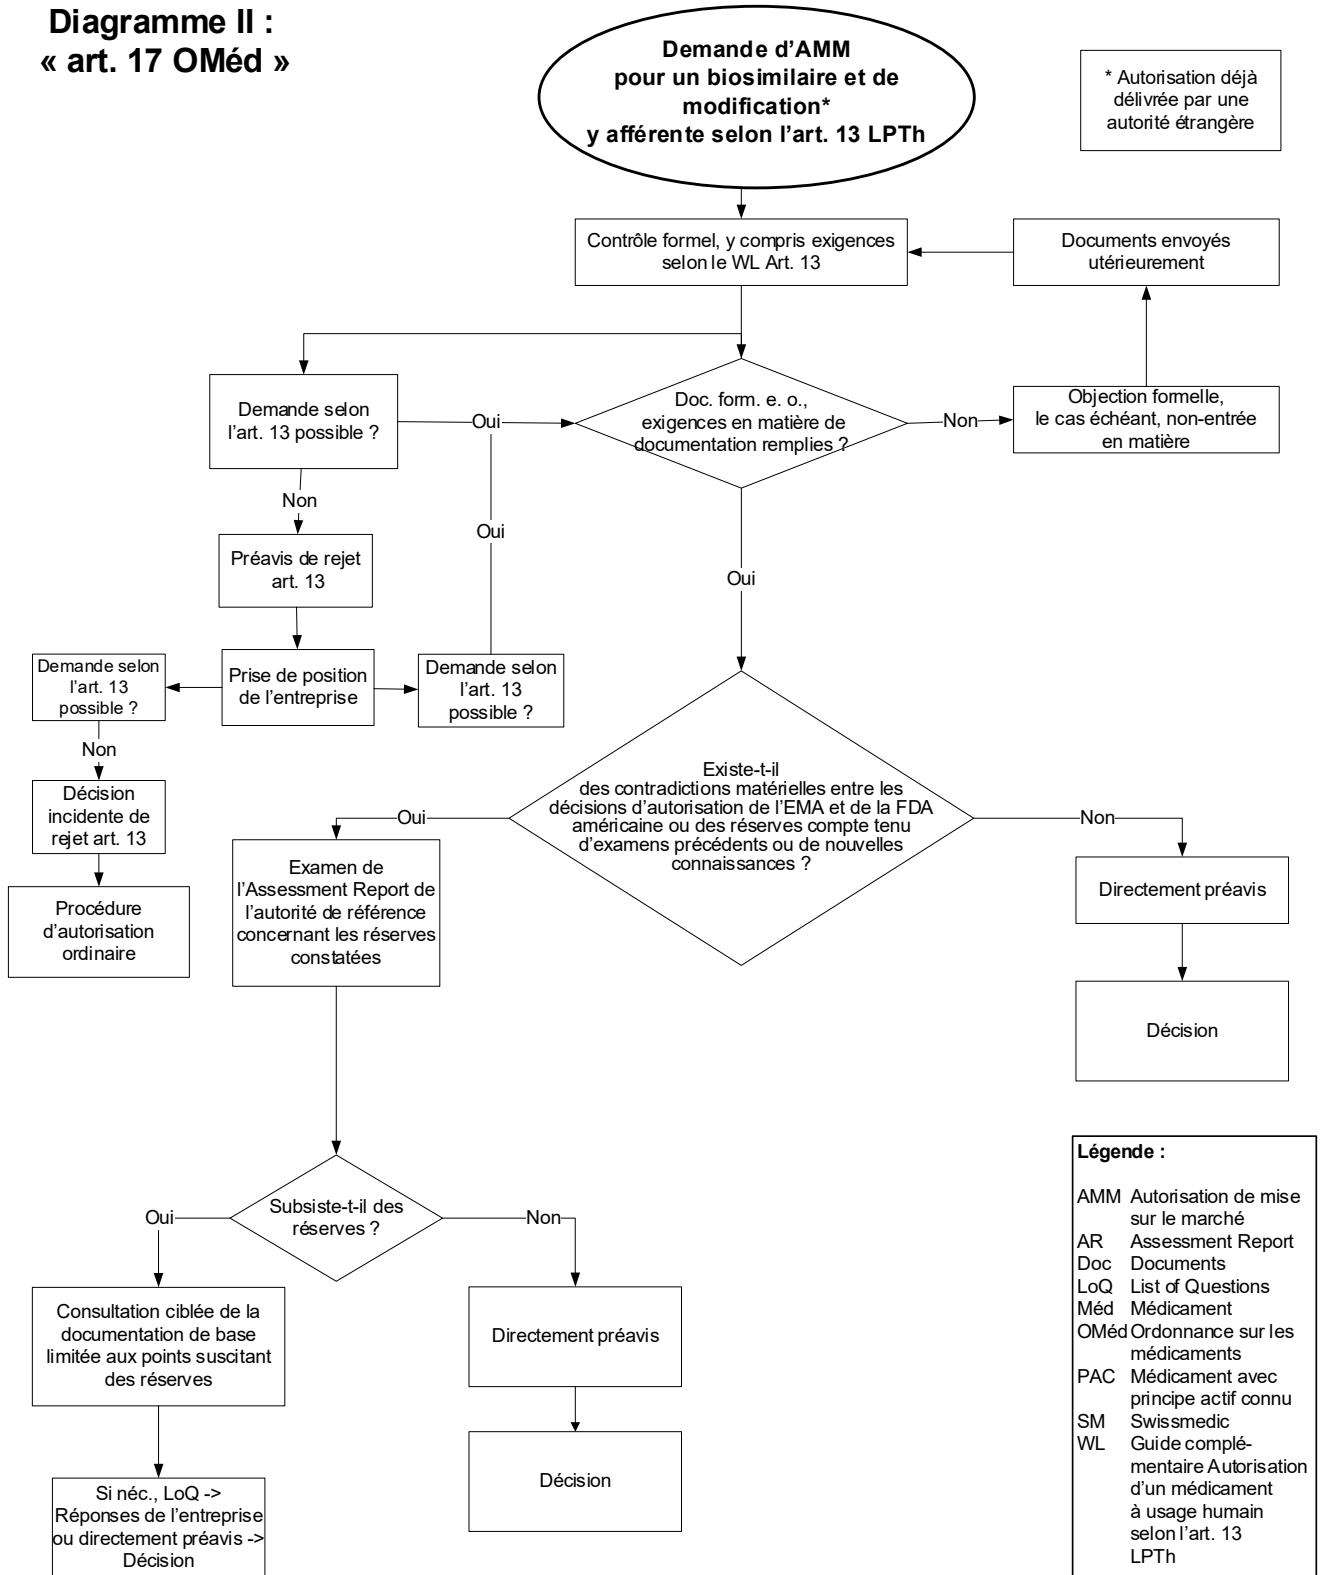 Diagramme II :
« art. 17 OMéd »
Demande d’AMM
pour un biosimilaire et de
modification*
y afférente selon l’art. 13 LPTh
* Autorisation déjà
délivrée par une
autorité étrangère
Contrôle formel, y compris exigences
selon le WL Art. 13
Documents envoyés
utérieurement
Demande selon
l’art. 13 possible ?
Oui
Doc. form. e. o.,
exigences en matière de
documentation remplies ?
Non
Objection formelle,
le cas échéant, non-entrée
en matière
Non
Oui
Préavis de rejet
art. 13
Oui
Demande selon
l’art. 13
possible ?
Prise de position
de l’entreprise
Demande selon
l’art. 13
possible ?
Non
Décision
incidente de
rejet art. 13
Procédure
d’autorisation
ordinaire
Existe-t-il
des contradictions matérielles entre les
décisions d’autorisation de l’EMA et de la FDA
américaine ou des réserves compte tenu
d’examens précédents ou de nouvelles
connaissances ?
Oui
Non
Examen de
l’Assessment Report de
l’autorité de référence
concernant les réserves
constatées
Directement préavis
Décision
Subsiste-t-il des
réserves ?
Oui
Non
Consultation ciblée de la
documentation de base
limitée aux points suscitant
des réserves
Directement préavis
Si néc., LoQ ->
Réponses de l’entreprise
ou directement préavis ->
Décision
Décision
Légende :
AMM Autorisation de mise
sur le marché
AR Assessment Report
Doc Documents
LoQ List of Questions
Méd Médicament
OMéd Ordonnance sur les
médicaments
PAC Médicament avec
principe actif connu
SM Swissmedic
WL Guide complé-
mentaire Autorisation
d’un médicament
à usage humain
selon l’art. 13
LPTh